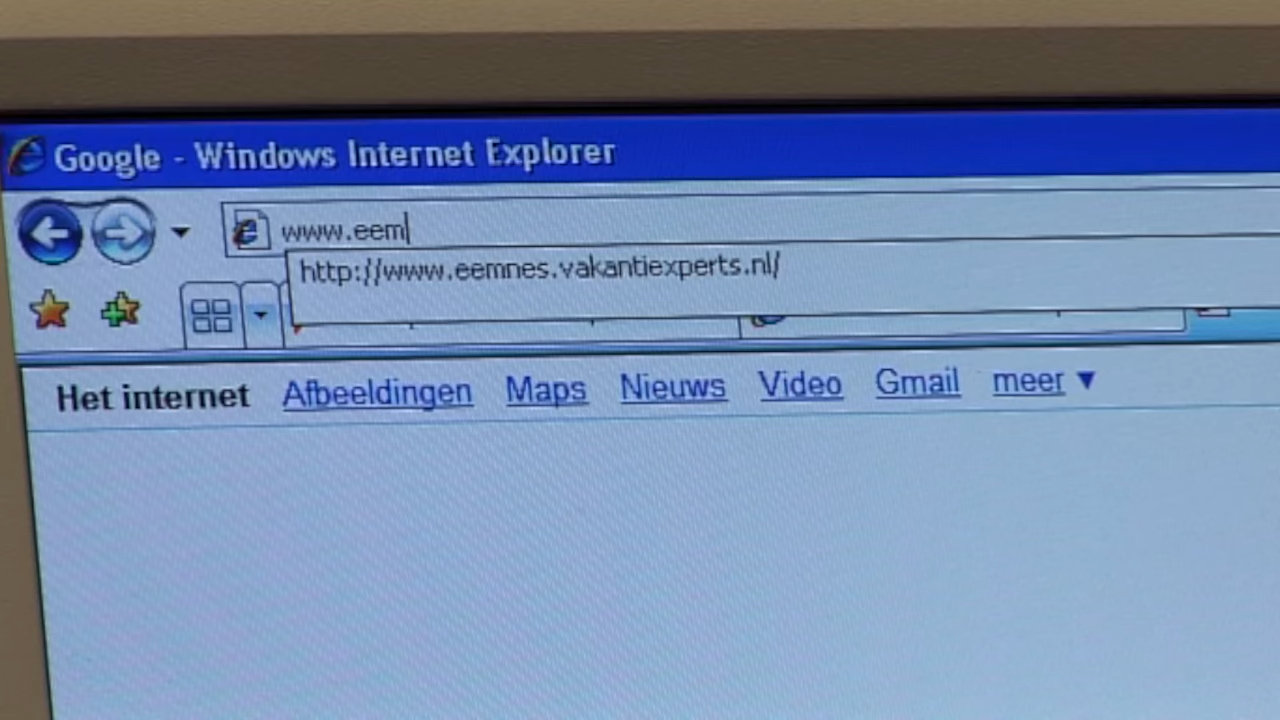 Google - Windows Internet Explorer
www.eem
http://www.eemnes.vakantiexperts.nl/
Het internet Afbeeldingen Maps Nieuws Video Gmail meer